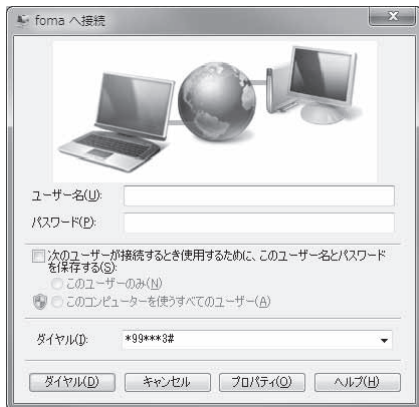 foma へ接続
ユーザー名(U):
パスワード(P):
次のユーザーが接続するとき使用するために、このユーザー名とパスワード
を保存する(S):
このユーザーのみ(N)
このコンピューターを使うすべてのユーザー(A)
ダイヤル(I): *99***3#
ダイヤル(D) キャンセル プロパティ(O) ヘルプ(H)